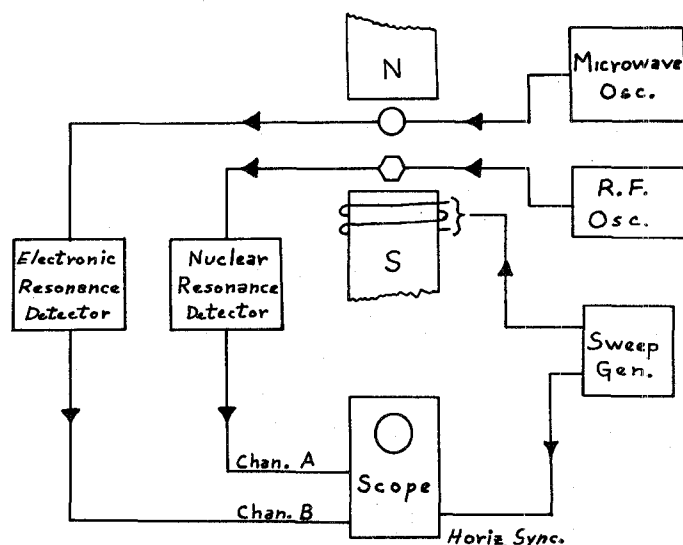 N
Microwave
Osc.
R.F.
Osc.
S
Electronic
Resonance
Detector
Nuclear
Resonance
Detector
Sweep
Gen.
Chan. A
Scope
Chan. B
Horiz Sync.